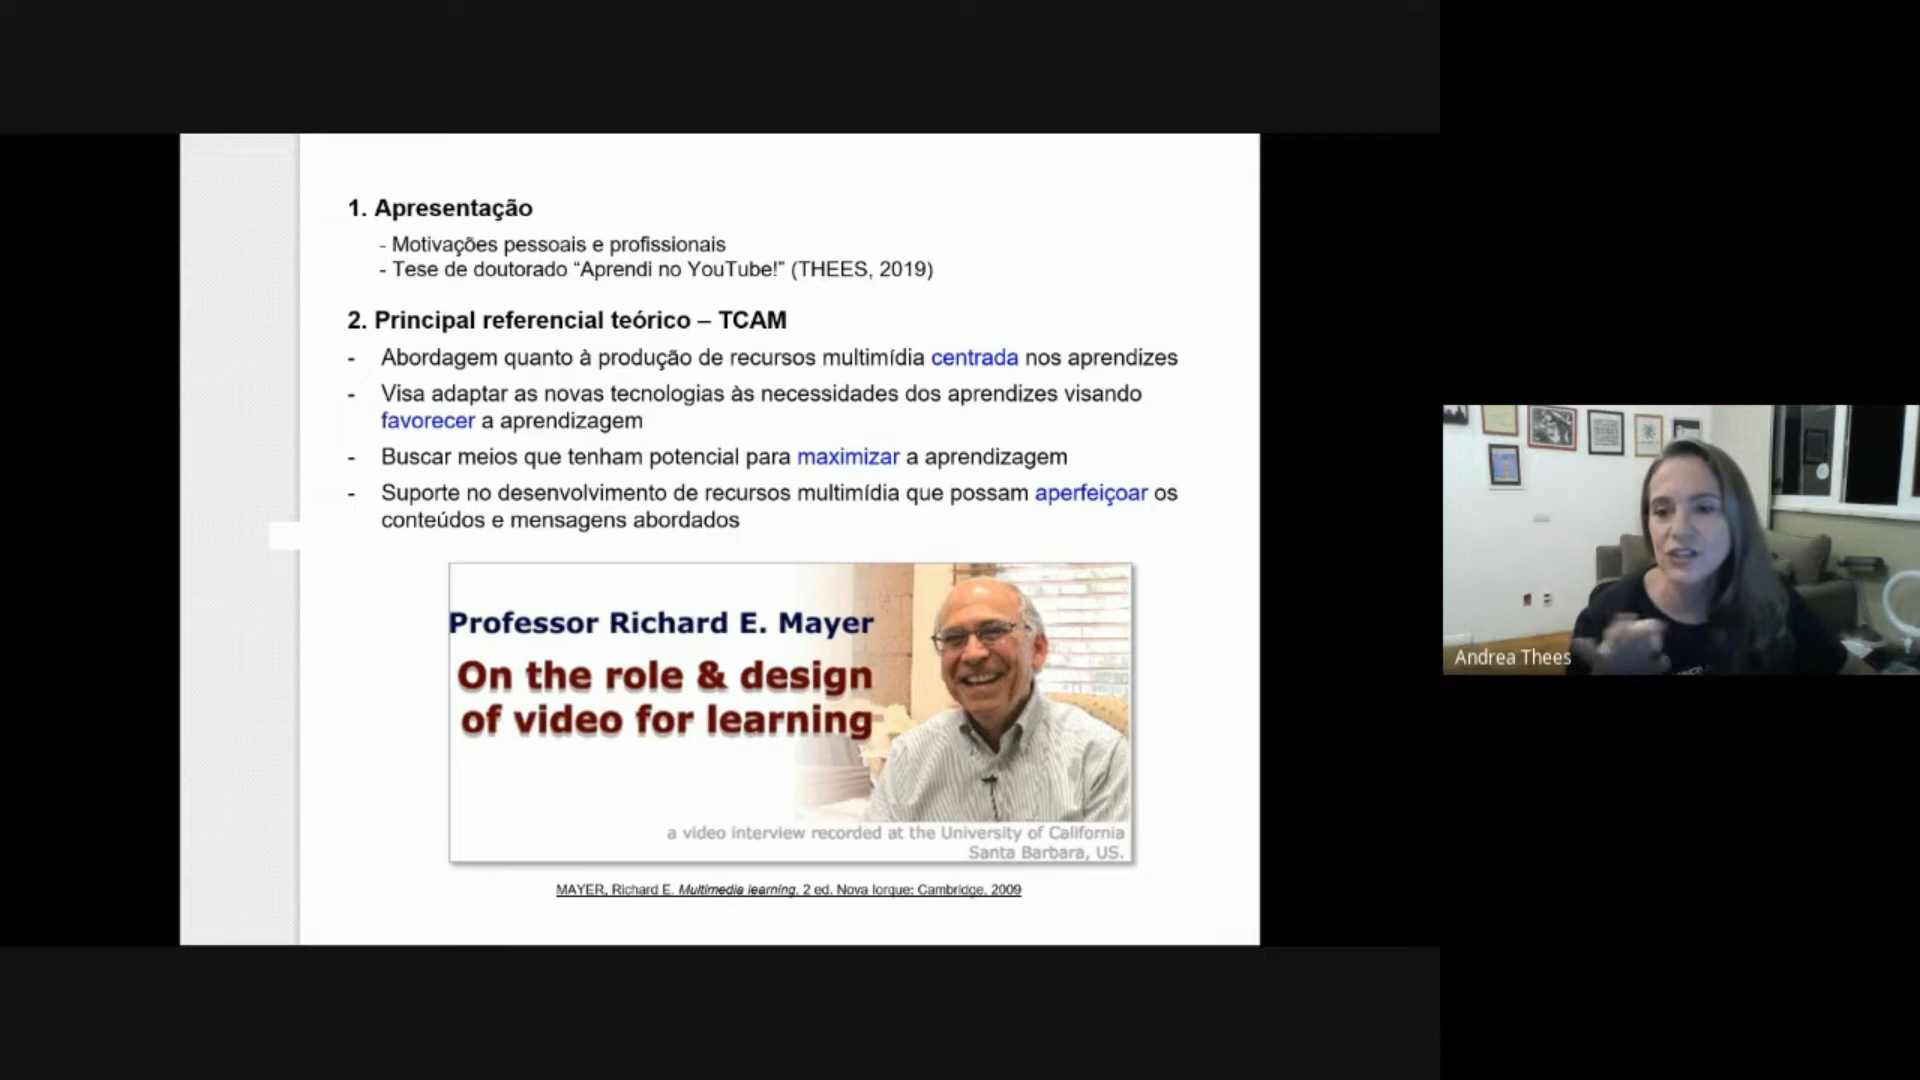 1. Apresentação
- Motivações pessoais e profissionais
- Tese de doutorado “Aprendi no YouTube!” (THEES, 2019)
2. Principal referencial teórico – TCAM
- Abordagem quanto à produção de recursos multimídia centrada nos aprendizes
- Visa adaptar as novas tecnologias às necessidades dos aprendizes visando
favorecer a aprendizagem
- Buscar meios que tenham potencial para maximizar a aprendizagem
- Suporte no desenvolvimento de recursos multimídia que possam aperfeiçoar os
conteúdos e mensagens abordados
Professor Richard E. Mayer
On the role & design
of video for learning
a video interview recorded at the University of California
Santa Barbara, US.
MAYER, Richard E. Multimedia learning. 2 ed. Nova Iorque: Cambridge, 2009
Andrea Thees